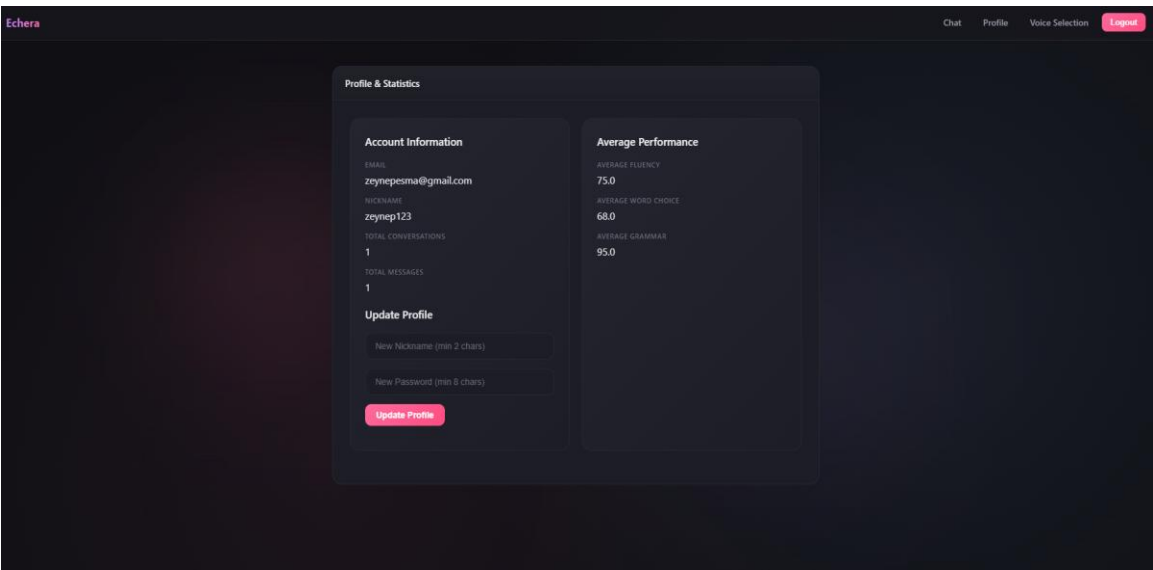 Echera
Chat Profile Voice Selection Logout
Profile & Statistics
Account Information
EMAIL
zeynepesma@gmail.com
NICKNAME
zeynep123
TOTAL CONVERSATIONS
1
TOTAL MESSAGES
1
Update Profile
New Nickname (min 2 chars)
New Password (min 8 chars)
Update Profile
Average Performance
AVERAGE FLUENCY
75.0
AVERAGE WORD CHOICE
68.0
AVERAGE GRAMMAR
95.0